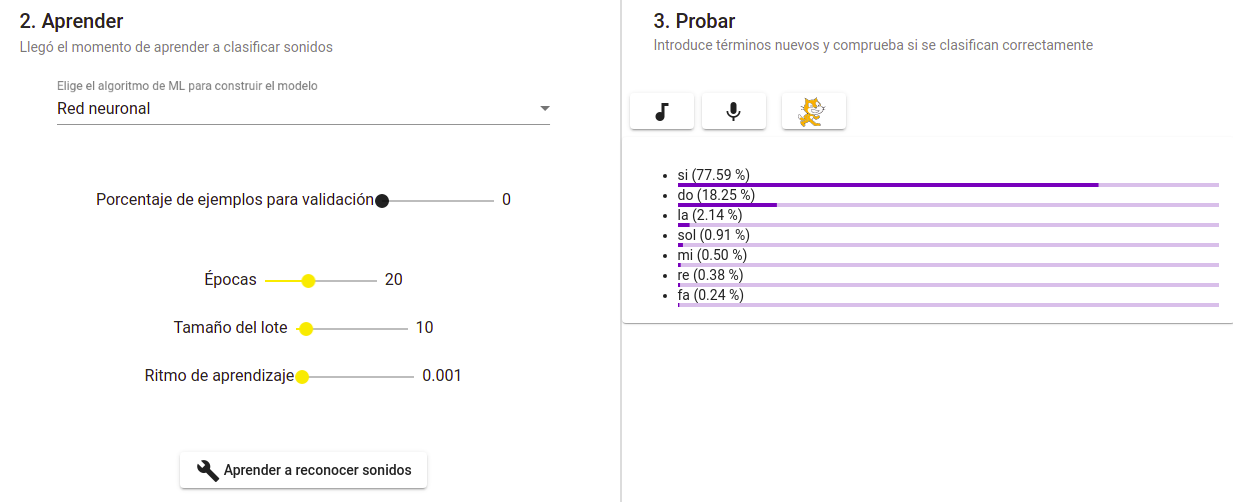 2. Aprender
Llegó el momento de aprender a clasificar sonidos
Elige el algoritmo de ML para construir el modelo
Red neuronal
Porcentaje de ejemplos para validación 0
Épocas 20
Tamaño del lote 10
Ritmo de aprendizaje 0.001
Aprender a reconocer sonidos
3. Probar
Introduce términos nuevos y comprueba si se clasifican correctamente
si (77.59 %)
do (18.25 %)
la (2.14 %)
sol (0.91 %)
mi (0.50 %)
re (0.38 %)
fa (0.24 %)